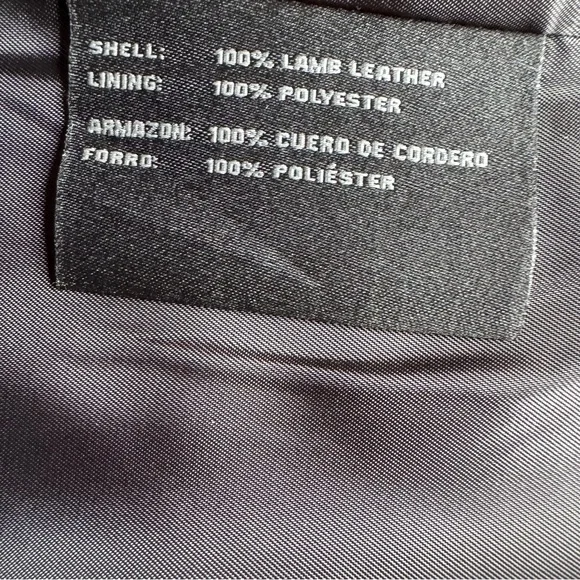 SHELL: 100% LAMB LEATHER
LINING: 100% POLYESTER
ARMAZON: 100% CUERO DE CORDERO
FORRO: 100% POLIÉSTER